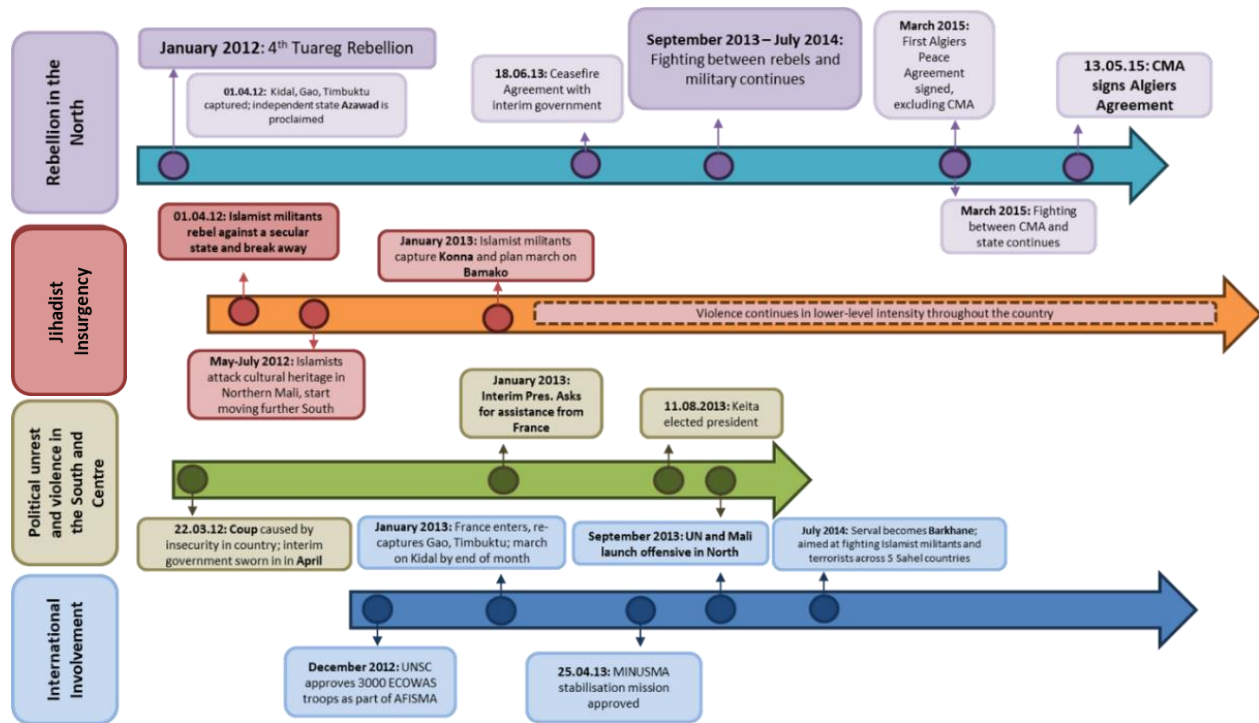 Rebellion in the
North
January 2012: 4th Tuareg Rebellion
01.04.12: Kidal, Gao, Timbuktu
captured; independent state Azawad is
proclaimed
18.06.13: Ceasefire
Agreement with
interim government
September 2013 – July 2014:
Fighting between rebels and
military continues
March 2015:
First Algiers
Peace
Agreement
signed,
excluding CMA
13.05.15: CMA
signs Algiers
Agreement
March 2015: Fighting
between CMA and
state continues
Jihadist
Insurgency
01.04.12: Islamist militants
rebel against a secular
state and break away
January 2013: Islamist militants
capture Konna and plan march on
Bamako
Violence continues in lower-level intensity throughout the country
May-July 2012: Islamists
attack cultural heritage in
Northern Mali, start
moving further South
Political unrest
and violence in
the South and
Centre
January 2013:
Interim Pres. Asks
for assistance from
France
11.08.2013: Keita
elected president
22.03.12: Coup caused by
insecurity in country; interim
government sworn in in April
January 2013: France enters, re-
captures Gao, Timbuktu; march
on Kidal by end of month
September 2013: UN and Mali
launch offensive in North
July 2014: Serval becomes Barkhane;
aimed at fighting Islamist militants and
terrorists across 5 Sahel countries
International
Involvement
December 2012: UNSC
approves 3000 ECOWAS
troops as part of AFISMA
25.04.13: MINUSMA
stabilisation mission
approved